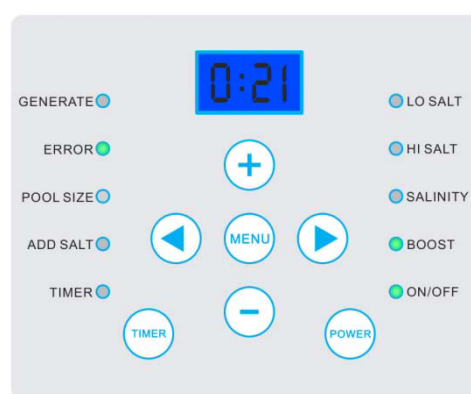 0:21
GENERATE
LO SALT
ERROR
HI SALT
+
POOL SIZE
SALINITY
ADD SALT
MENU
BOOST
TIMER
ON/OFF
-
TIMER
POWER